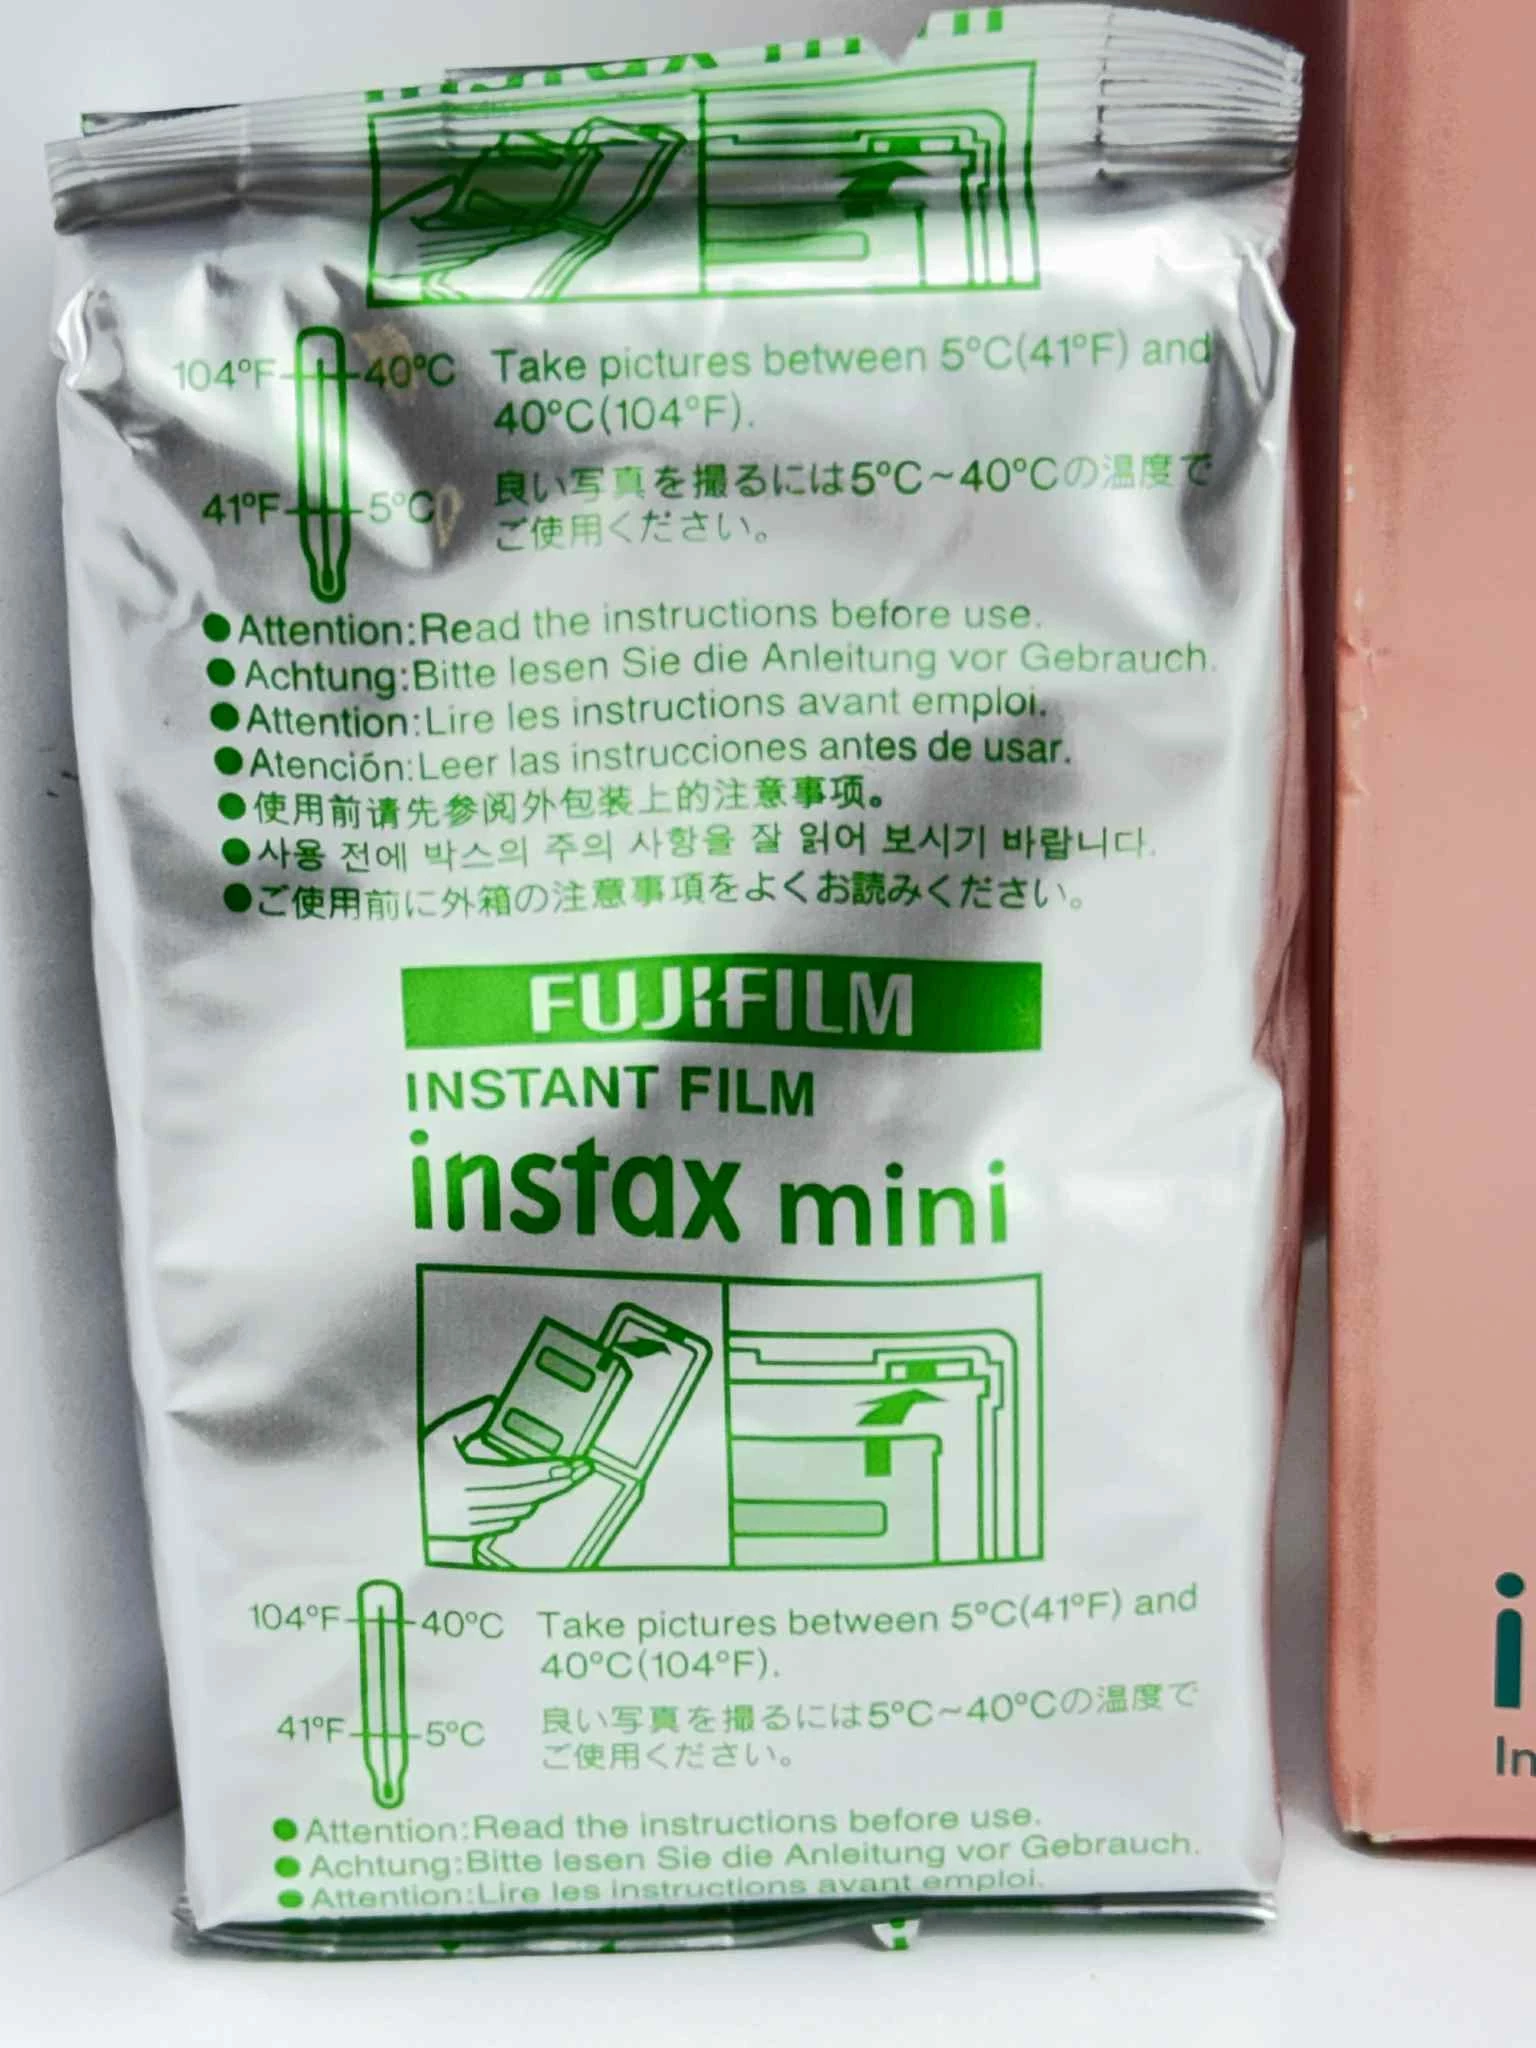 instax mini
104°F 40°C
41°F 5°C
Take pictures between 5°C(41°F) and
40°C(104°F).
良い写真を撮るには5°C~40°Cの温度で
ご使用ください。
●Attention:Read the instructions before use.
●Achtung:Bitte lesen Sie die Anleitung vor Gebrauch.
●Attention:Lire les instructions avant emploi.
●Atención:Leer las instrucciones antes de usar.
●使用前请先参阅外包装上的注意事项。
●사용 전에 박스의 주의 사항을 잘 읽어 보시기 바랍니다.
●ご使用前に外箱の注意事項をよくお読みください。
FUJIFILM
INSTANT FILM
instax mini
104°F 40°C
41°F 5°C
Take pictures between 5°C(41°F) and
40°C(104°F).
良い写真を撮るには5°C~40°Cの温度で
ご使用ください。
●Attention:Read the instructions before use.
●Achtung:Bitte lesen Sie die Anleitung vor Gebrauch.
●Attention:Lire les instructions avant emploi.